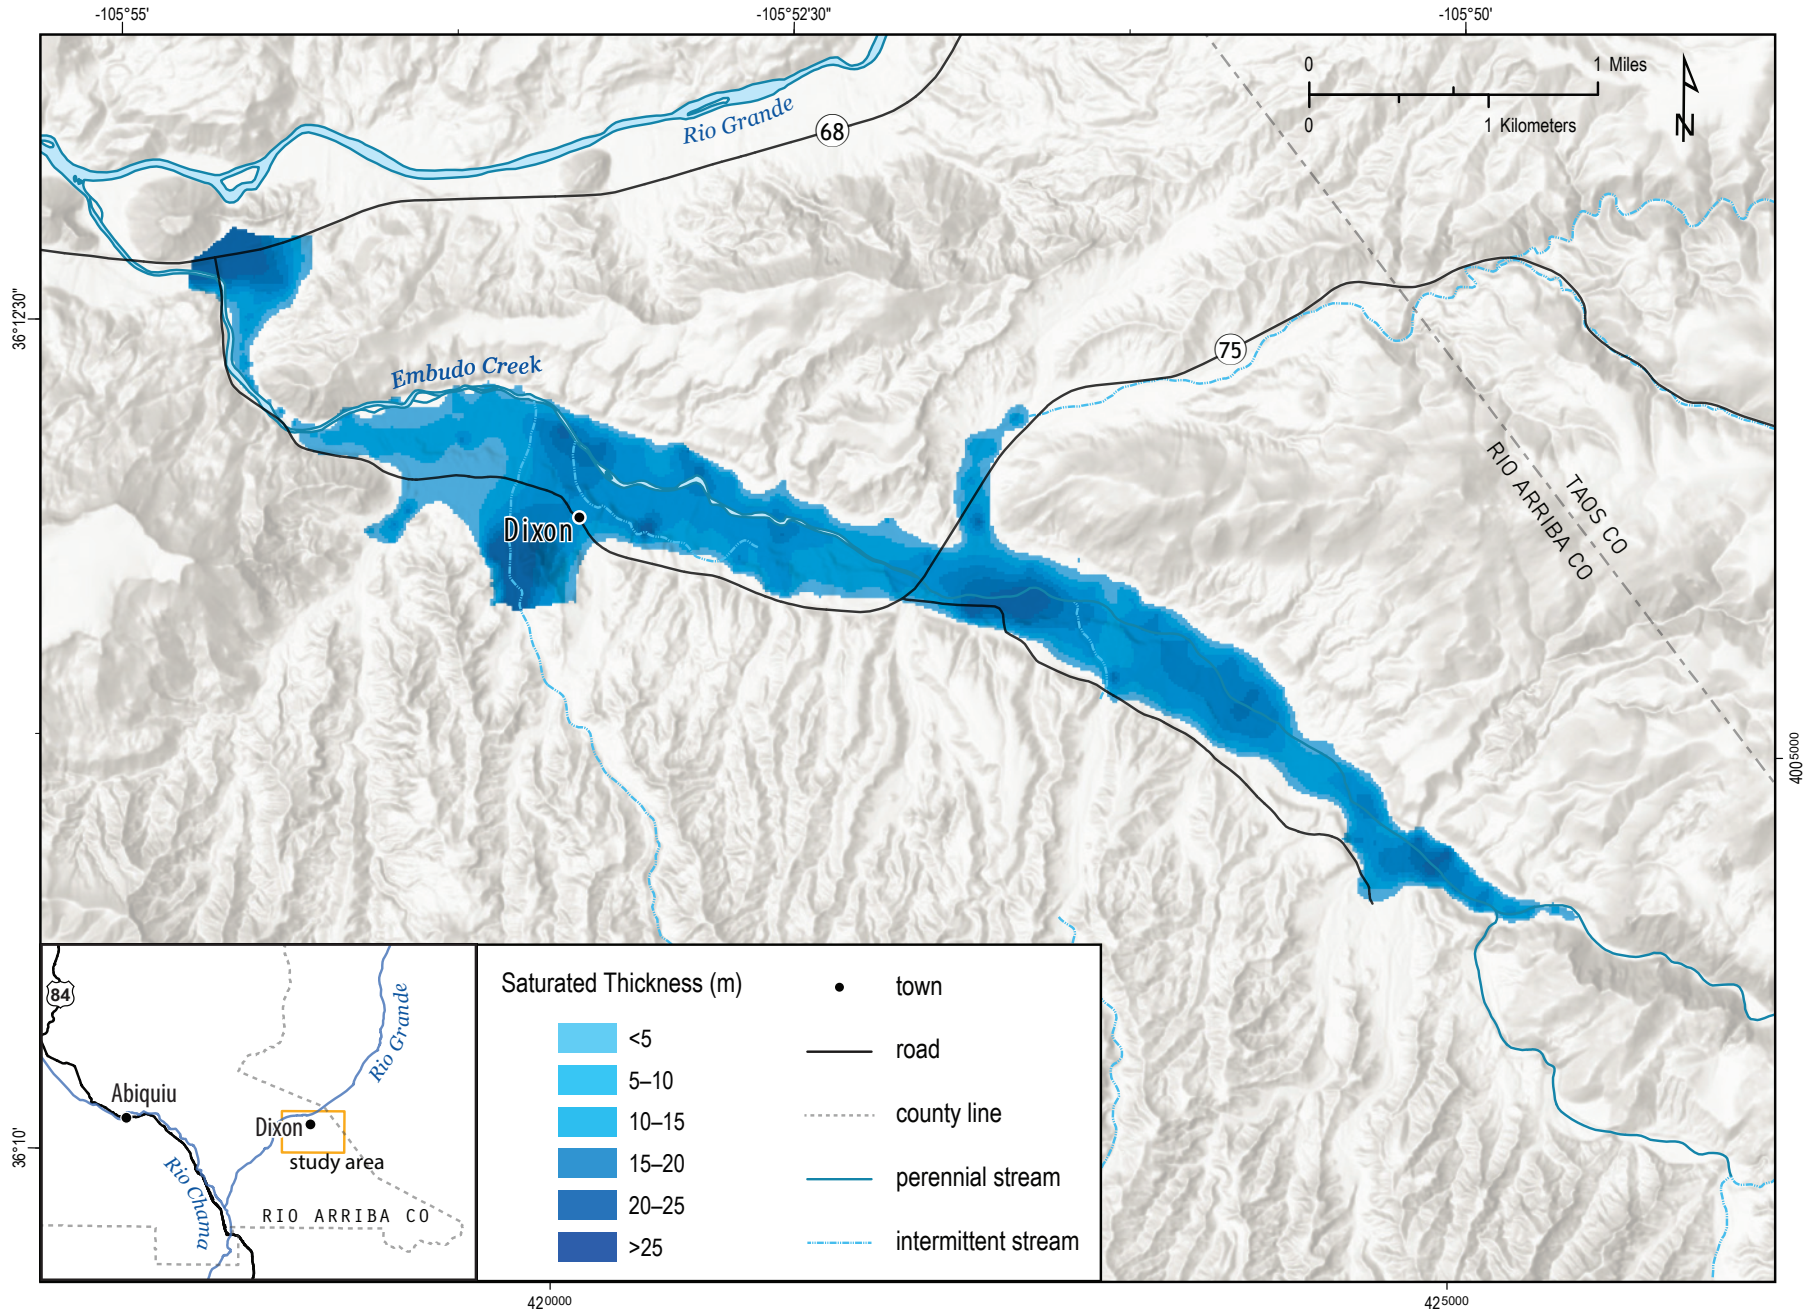 -105°55'
-105°52'30"
-105°50'
0
1 Miles
0
1 Kilometers
N
Rio Grande
68
36°12'30"
75
Embudo Creek
TAOS CO
RIO ARRIBA CO
Dixon
4005000
84
Rio Grande
Abiquiu
Dixon
study area
Rio Chama
RIO ARRIBA CO
36°10'
Saturated Thickness (m)
<5
5–10
10–15
15–20
20–25
>25
town
road
county line
perennial stream
intermittent stream
420000
425000